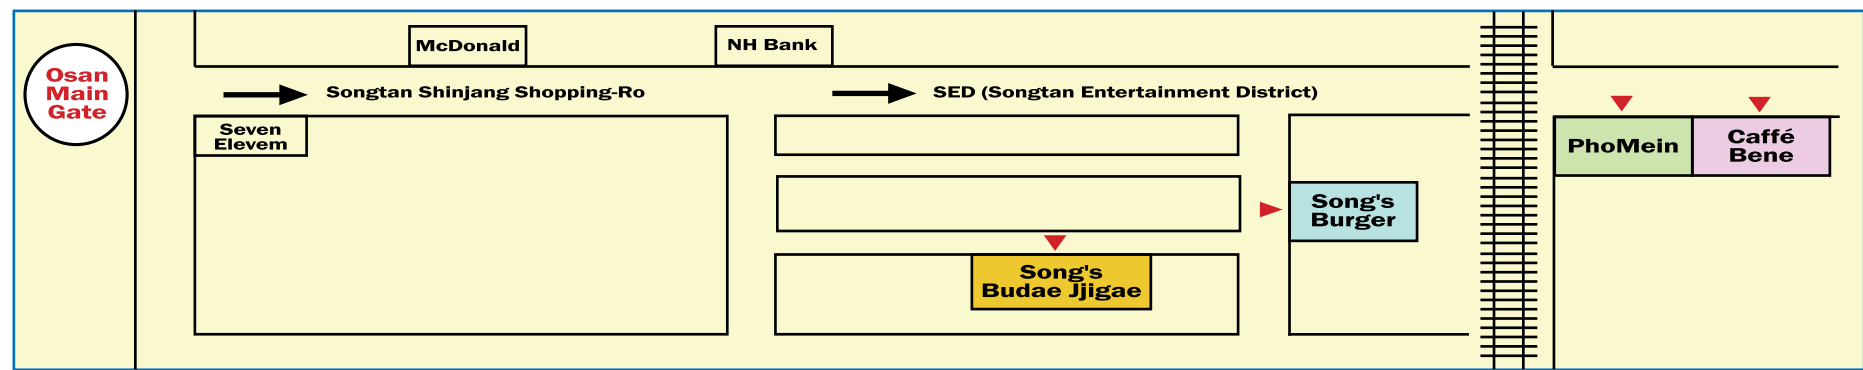 Osan
Main
Gate
McDonald
NH Bank
Songtan Shinjang Shopping-Ro
SED (Songtan Entertainment District)
Seven
Elevem
PhoMein
Caffé
Bene
Song's
Burger
Song's
Budae Jjigae